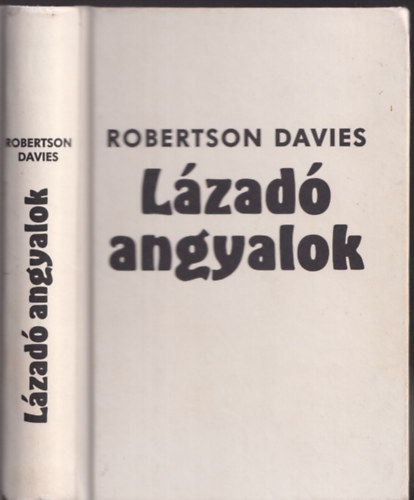 ROBERTSON
DAVIES
Lázadó angyalok
ROBERTSON DAVIES
Lázadó
angyalok